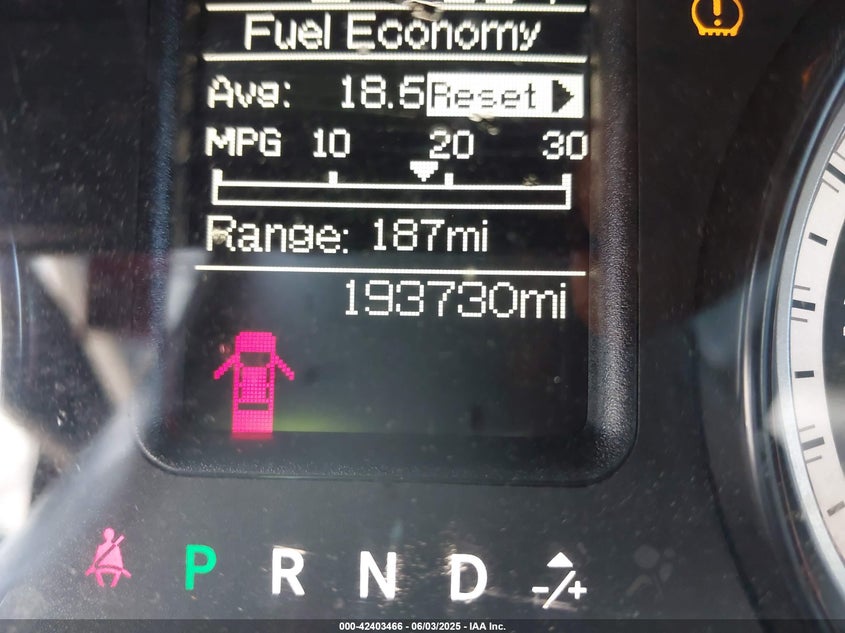 Fuel Economy
Avg: 18.5 Reset
MPG 10 20 30
Range: 187mi
193730mi
P R N D -/+
000-42403466 - 06/03/2025 - IAA Inc.